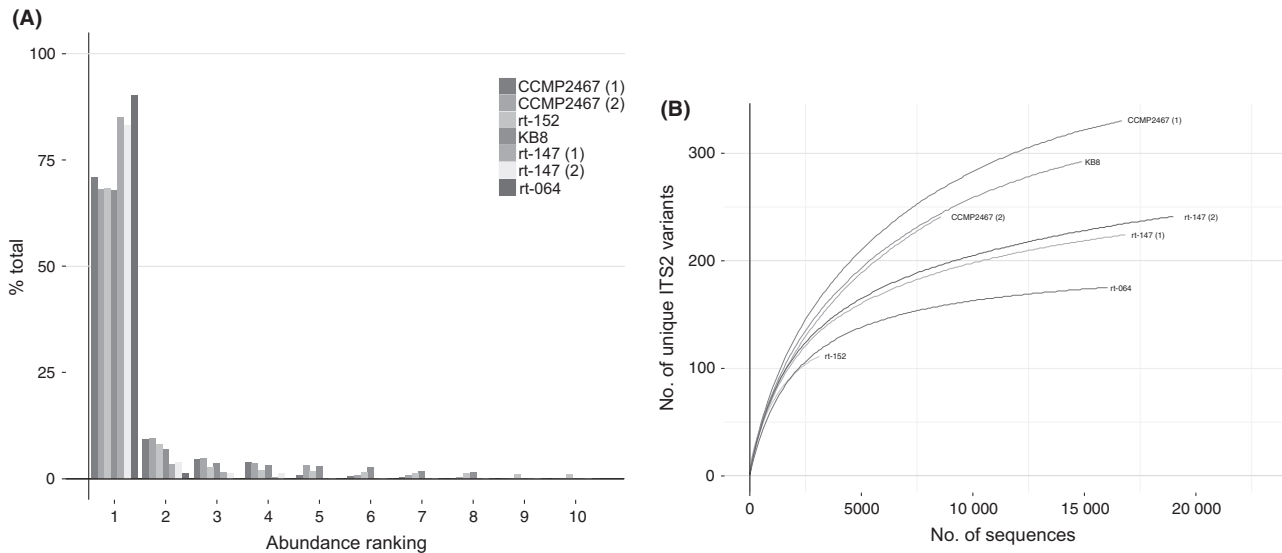 (A)
100
75
50
25
0
% total
1 2 3 4 5 6 7 8 9 10
Abundance ranking
CCMP2467 (1)
CCMP2467 (2)
rt-152
KB8
rt-147 (1)
rt-147 (2)
rt-064
(B)
300
200
100
0
No. of unique ITS2 variants
CCMP2467 (1)
KB8
CCMP2467 (2)
rt-147 (2)
rt-147 (1)
rt-064
rt-152
0 5000 10 000 15 000 20 000
No. of sequences